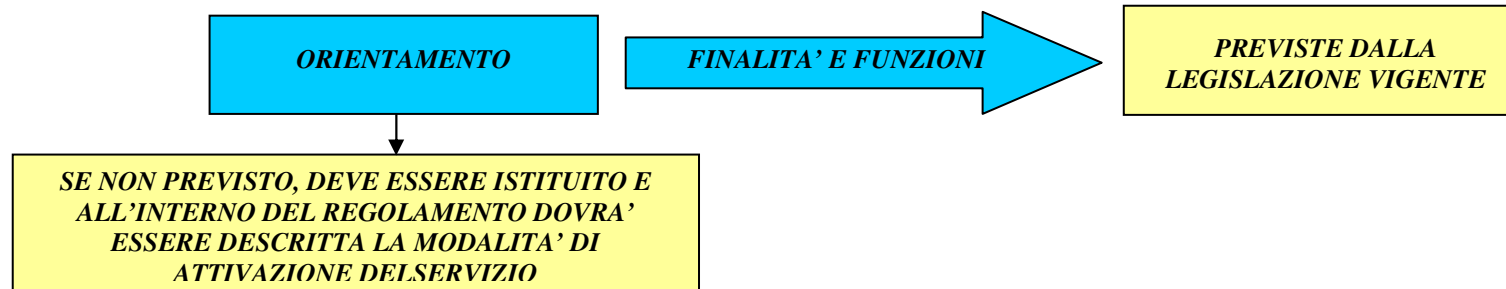 ORIENTAMENTO
FINALITA’ E FUNZIONI
PREVISTE DALLA
LEGISLAZIONE VIGENTE
SE NON PREVISTO, DEVE ESSERE ISTITUITO E
ALL’INTERNO DEL REGOLAMENTO DOVRA’
ESSERE DESCRITTA LA MODALITA’ DI
ATTIVAZIONE DELSERVIZIO